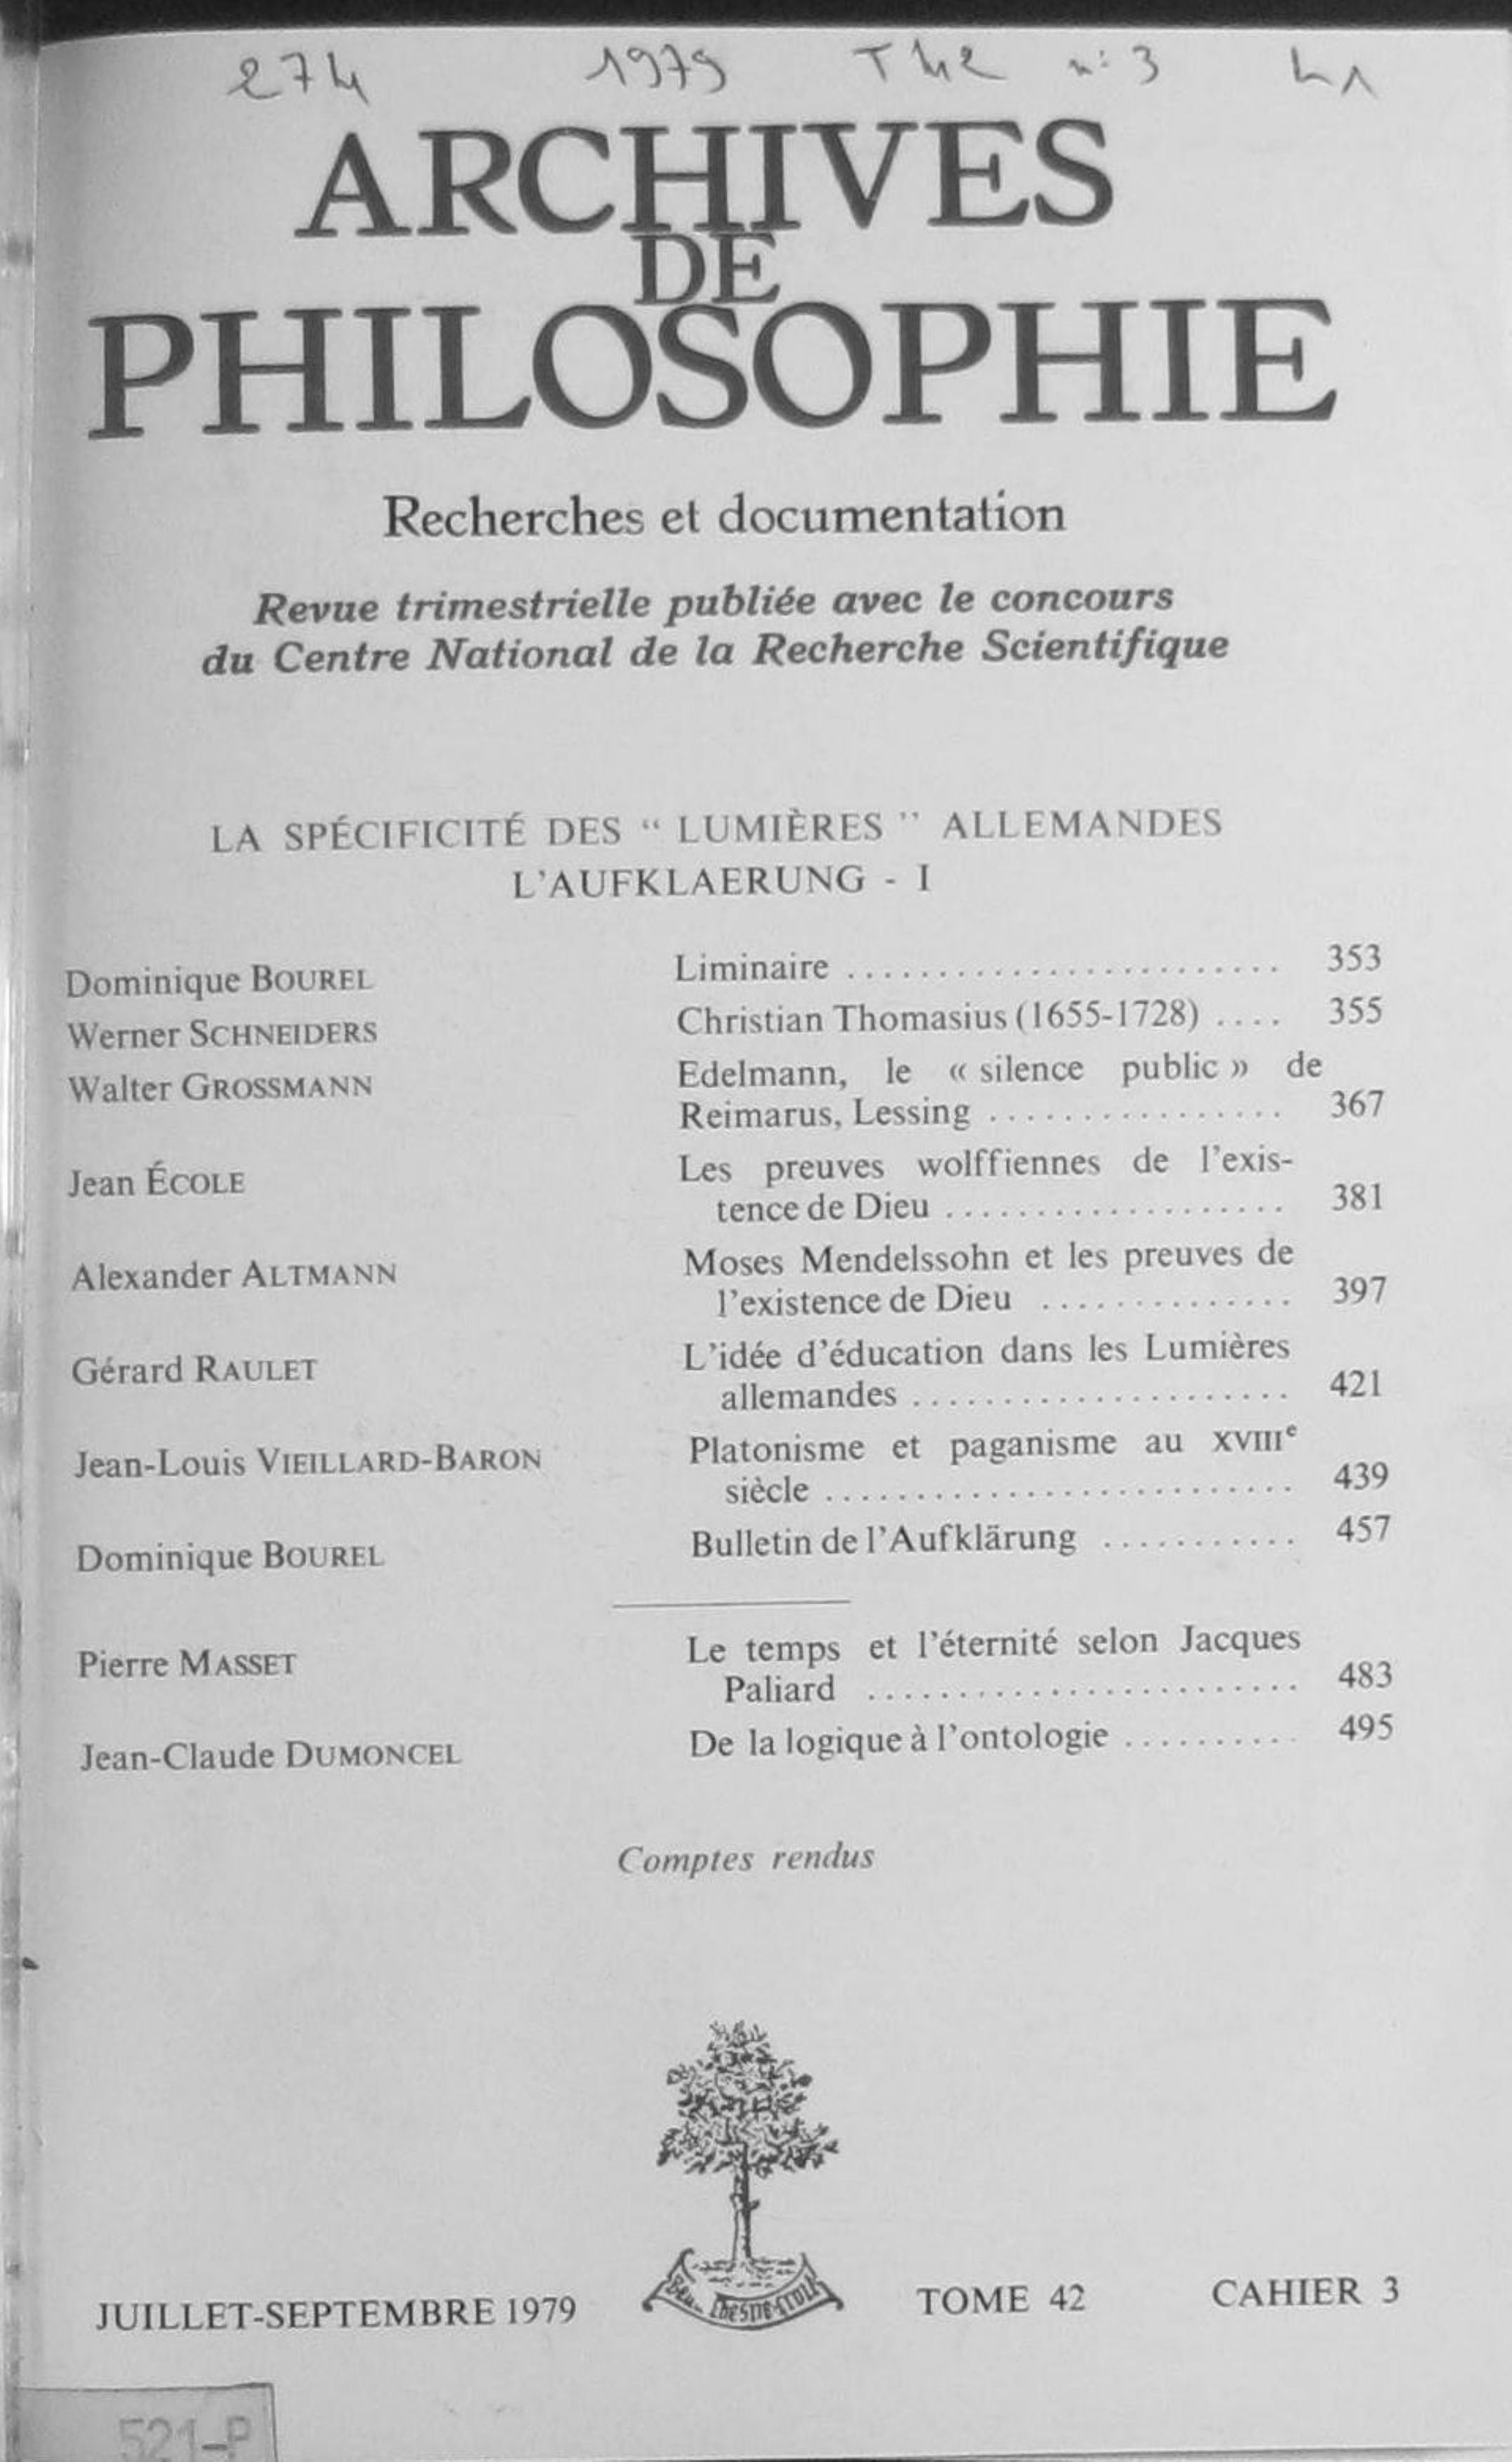 274 1979 T42 n: 3 L1
ARCHIVES
DE
PHILOSOPHIE
Recherches et documentation
Revue trimestrielle publiée avec le concours
du Centre National de la Recherche Scientifique
LA SPÉCIFICITÉ DES “ LUMIÈRES ” ALLEMANDES
L'AUFKLAERUNG - I
Dominique BOUREL Liminaire ........................ 353
Werner SCHNEIDERS Christian Thomasius (1655-1728) .... 355
Walter GROSSMANN Edelmann, le « silence public » de
Reimarus, Lessing ................ 367
Jean ÉCOLE Les preuves wolffiennes de l'exis-
tence de Dieu ................... 381
Alexander ALTMANN Moses Mendelssohn et les preuves de
l'existence de Dieu .............. 397
Gérard RAULET L'idée d'éducation dans les Lumières
allemandes ..................... 421
Jean-Louis VIEILLARD-BARON Platonisme et paganisme au XVIIIe
siècle .......................... 439
Dominique BOUREL Bulletin de l'Aufklärung ........... 457
Pierre MASSET Le temps et l'éternité selon Jacques
Paliard ........................ 483
Jean-Claude DUMONCEL De la logique à l'ontologie .......... 495
Comptes rendus
JUILLET-SEPTEMBRE 1979 TOME 42 CAHIER 3
521-P